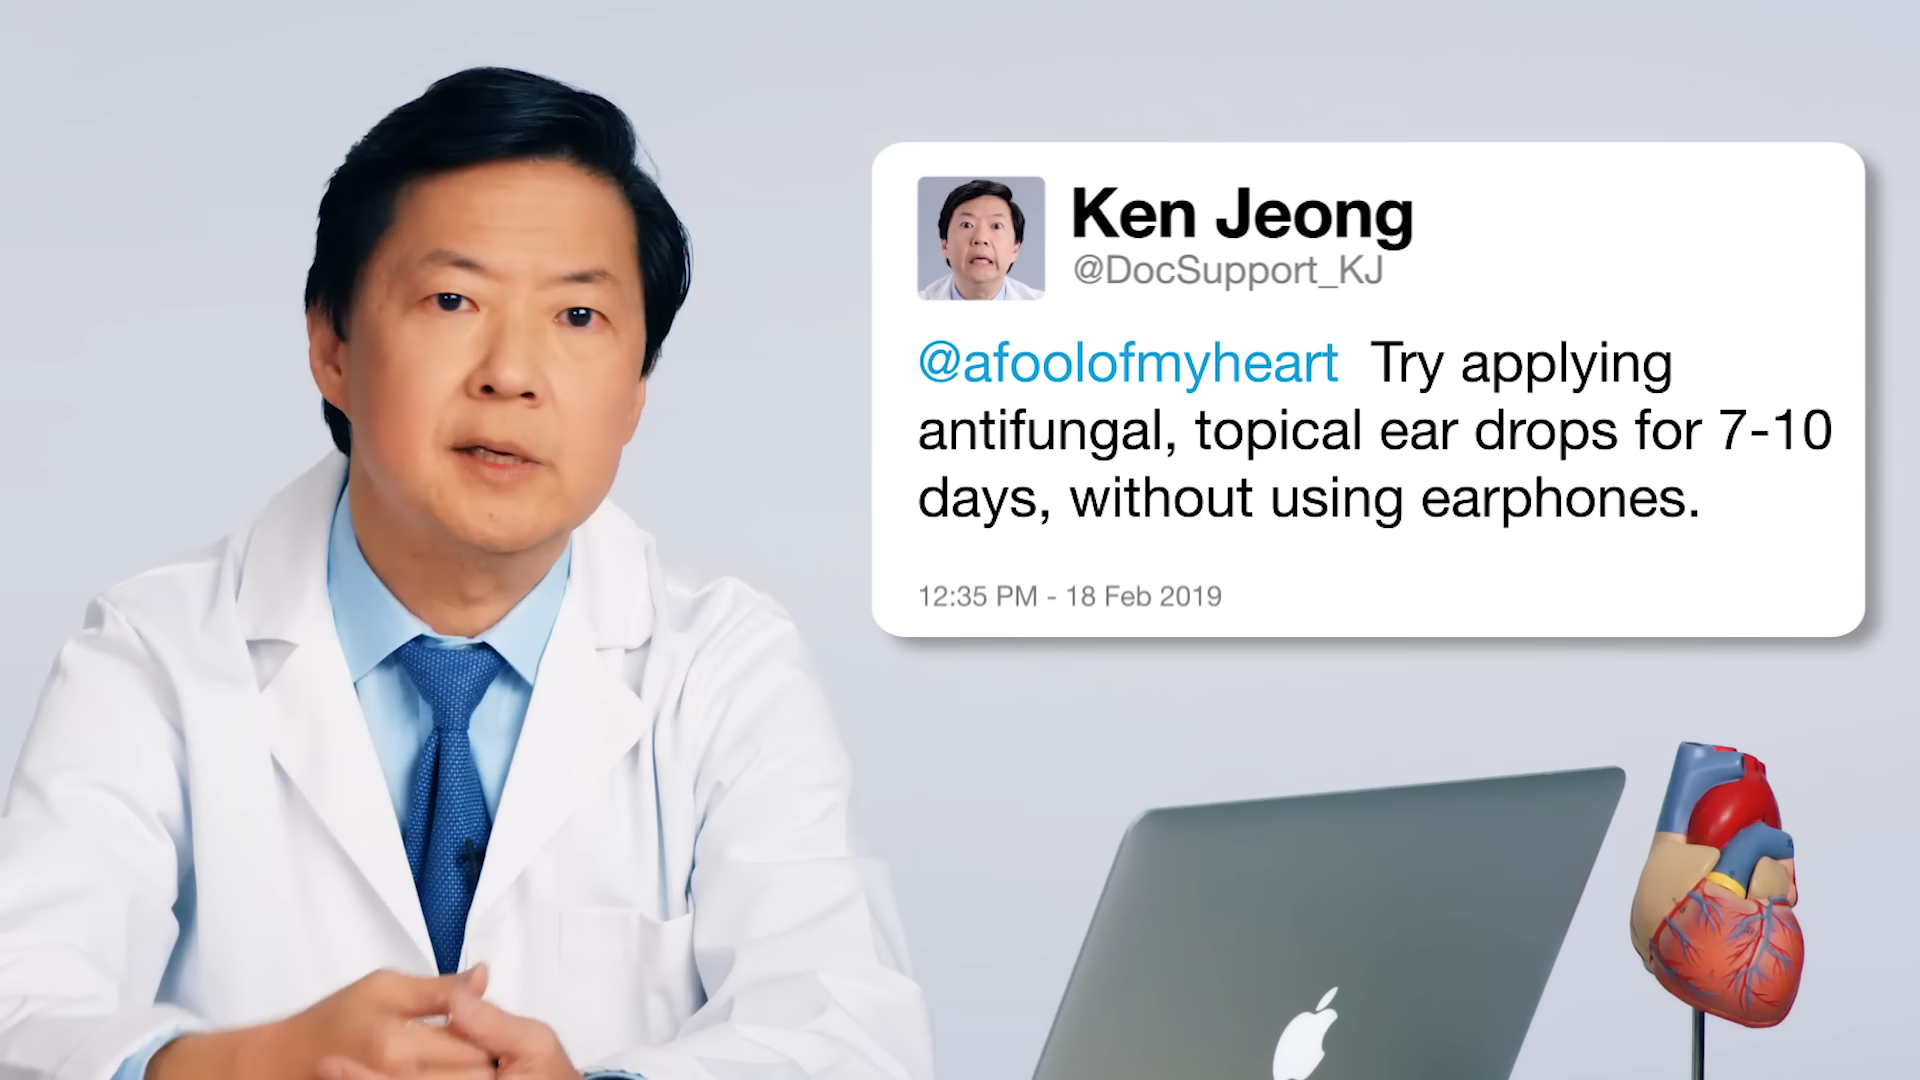 Ken Jeong
@DocSupport_KJ
@afoolofmyheart Try applying
antifungal, topical ear drops for 7-10
days, without using earphones.
12:35 PM - 18 Feb 2019